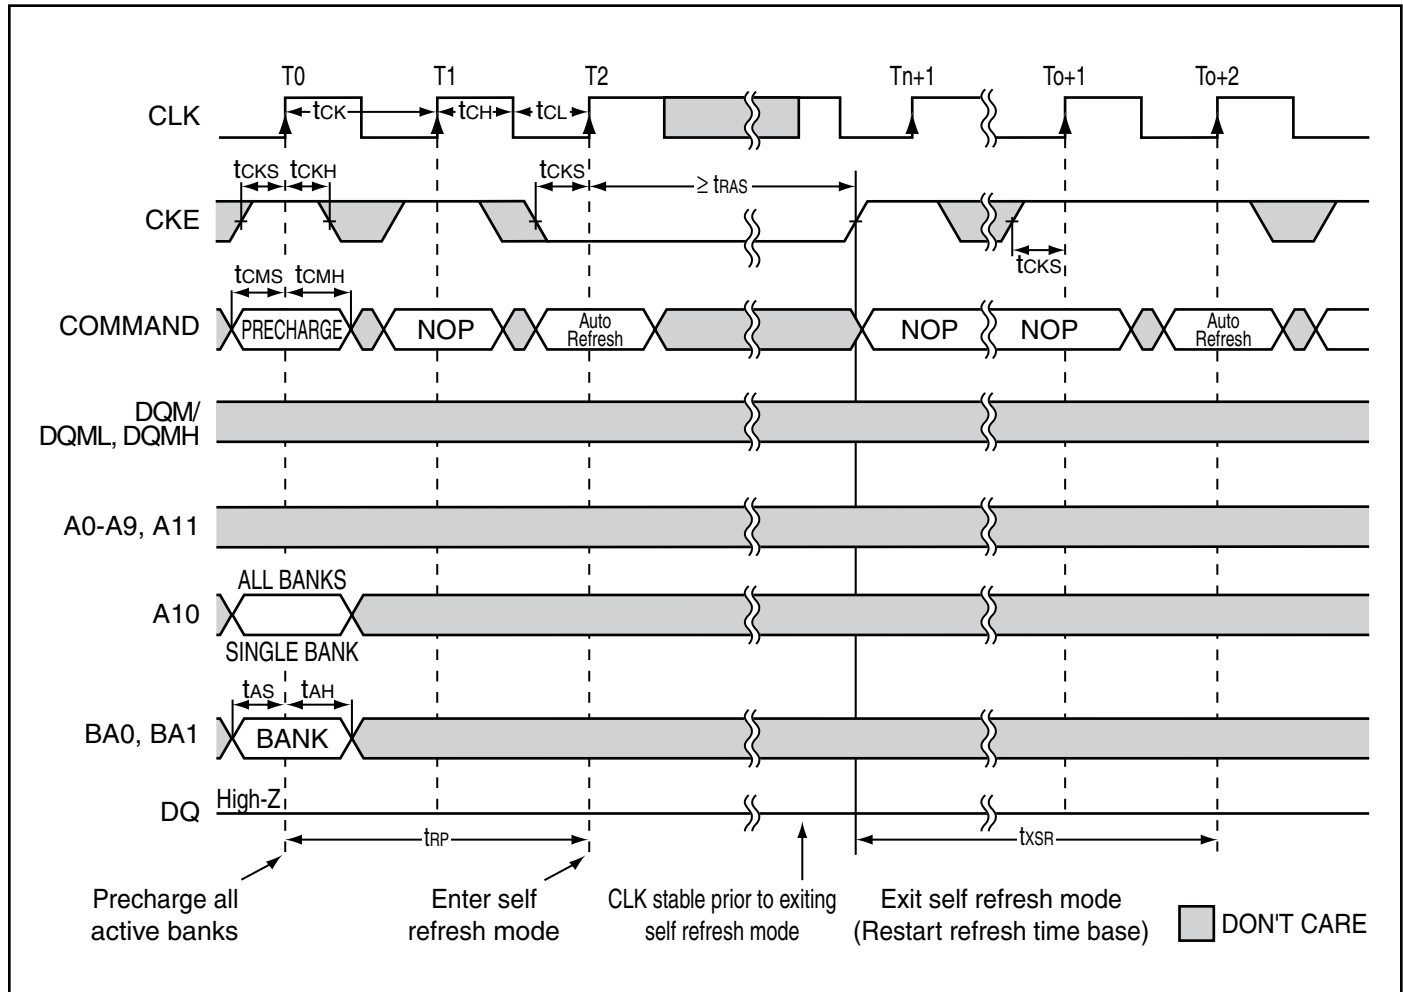 T0 T1 T2 Tn+1 To+1 To+2
CLK tCK tCH tCL
tCKS tCKH tCKS ≥ tRAS
CKE
tCKS
tCMS tCMH
COMMAND PRECHARGE NOP Auto Refresh NOP NOP Auto Refresh
DQM/
DQML, DQMH
A0-A9, A11
ALL BANKS
A10
SINGLE BANK
tAS tAH
BA0, BA1 BANK
High-Z
DQ
tRP tXSR
Precharge all
active banks
Enter self
refresh mode
CLK stable prior to exiting
self refresh mode
Exit self refresh mode
(Restart refresh time base)
DON'T CARE